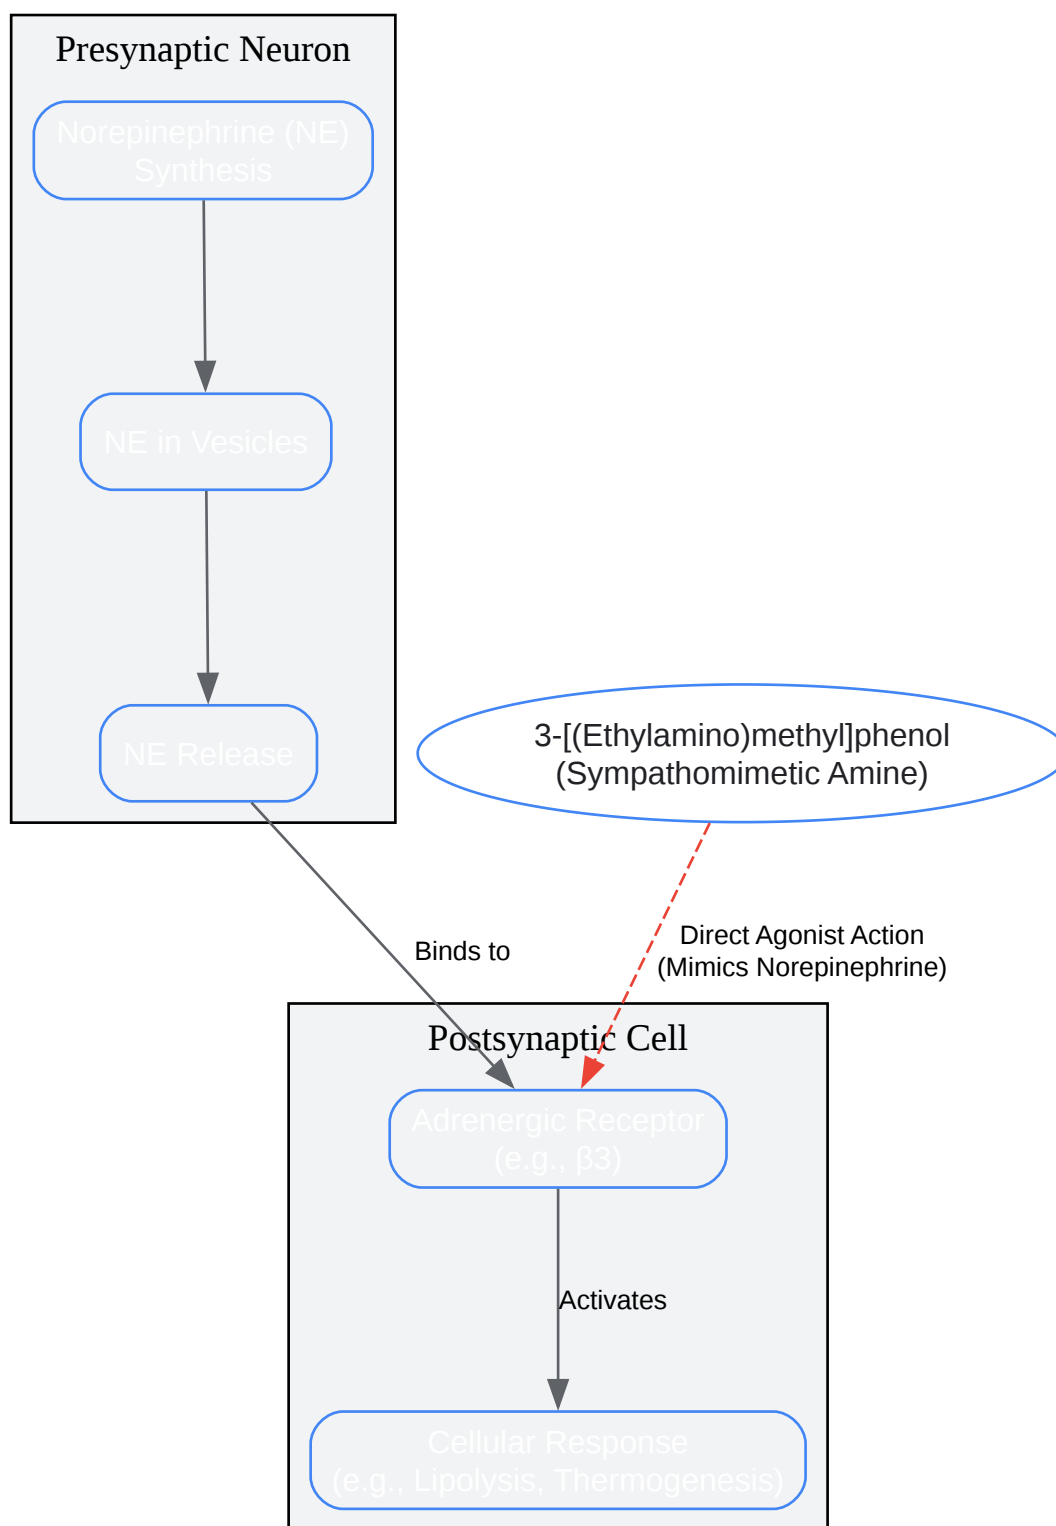 Presynaptic Neuron
Norepinephrine (NE)
Synthesis
NE in Vesicles
NE Release
3-[(Ethylamino)methyl]phenol
(Sympathomimetic Amine)
Binds to
Direct Agonist Action
(Mimics Norepinephrine)
Postsynaptic Cell
Adrenergic Receptor
(e.g., β3)
Activates
Cellular Response
(e.g., Lipolysis, Thermogenesis)